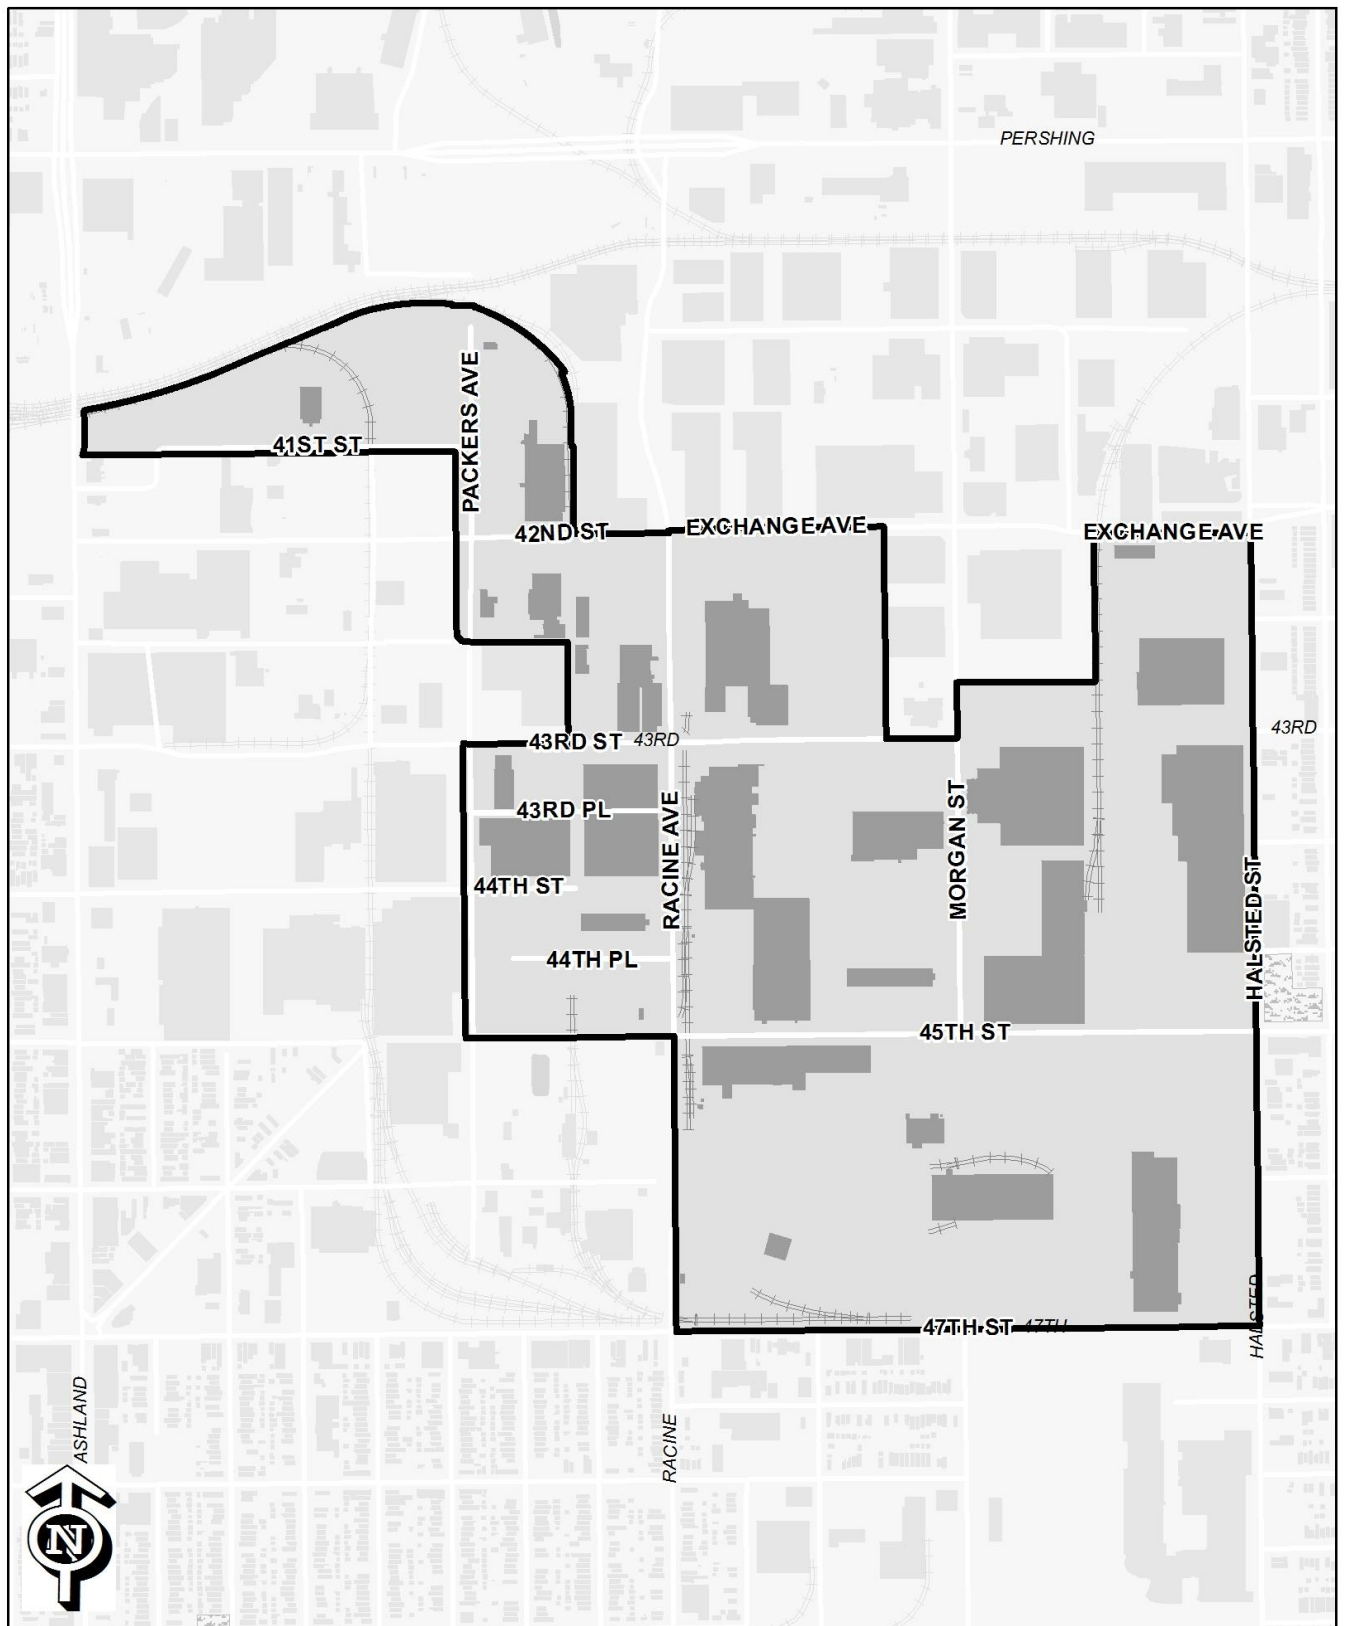 PERSHING
PACKERS AVE
41ST ST
42ND ST
EXCHANGE AVE
EXCHANGE AVE
43RD ST
43RD
43RD
43RD PL
RACINE AVE
MORGAN ST
44TH ST
HALSTED ST
44TH PL
45TH ST
47TH ST
47TH
HALSTED
ASHLAND
RACINE
N